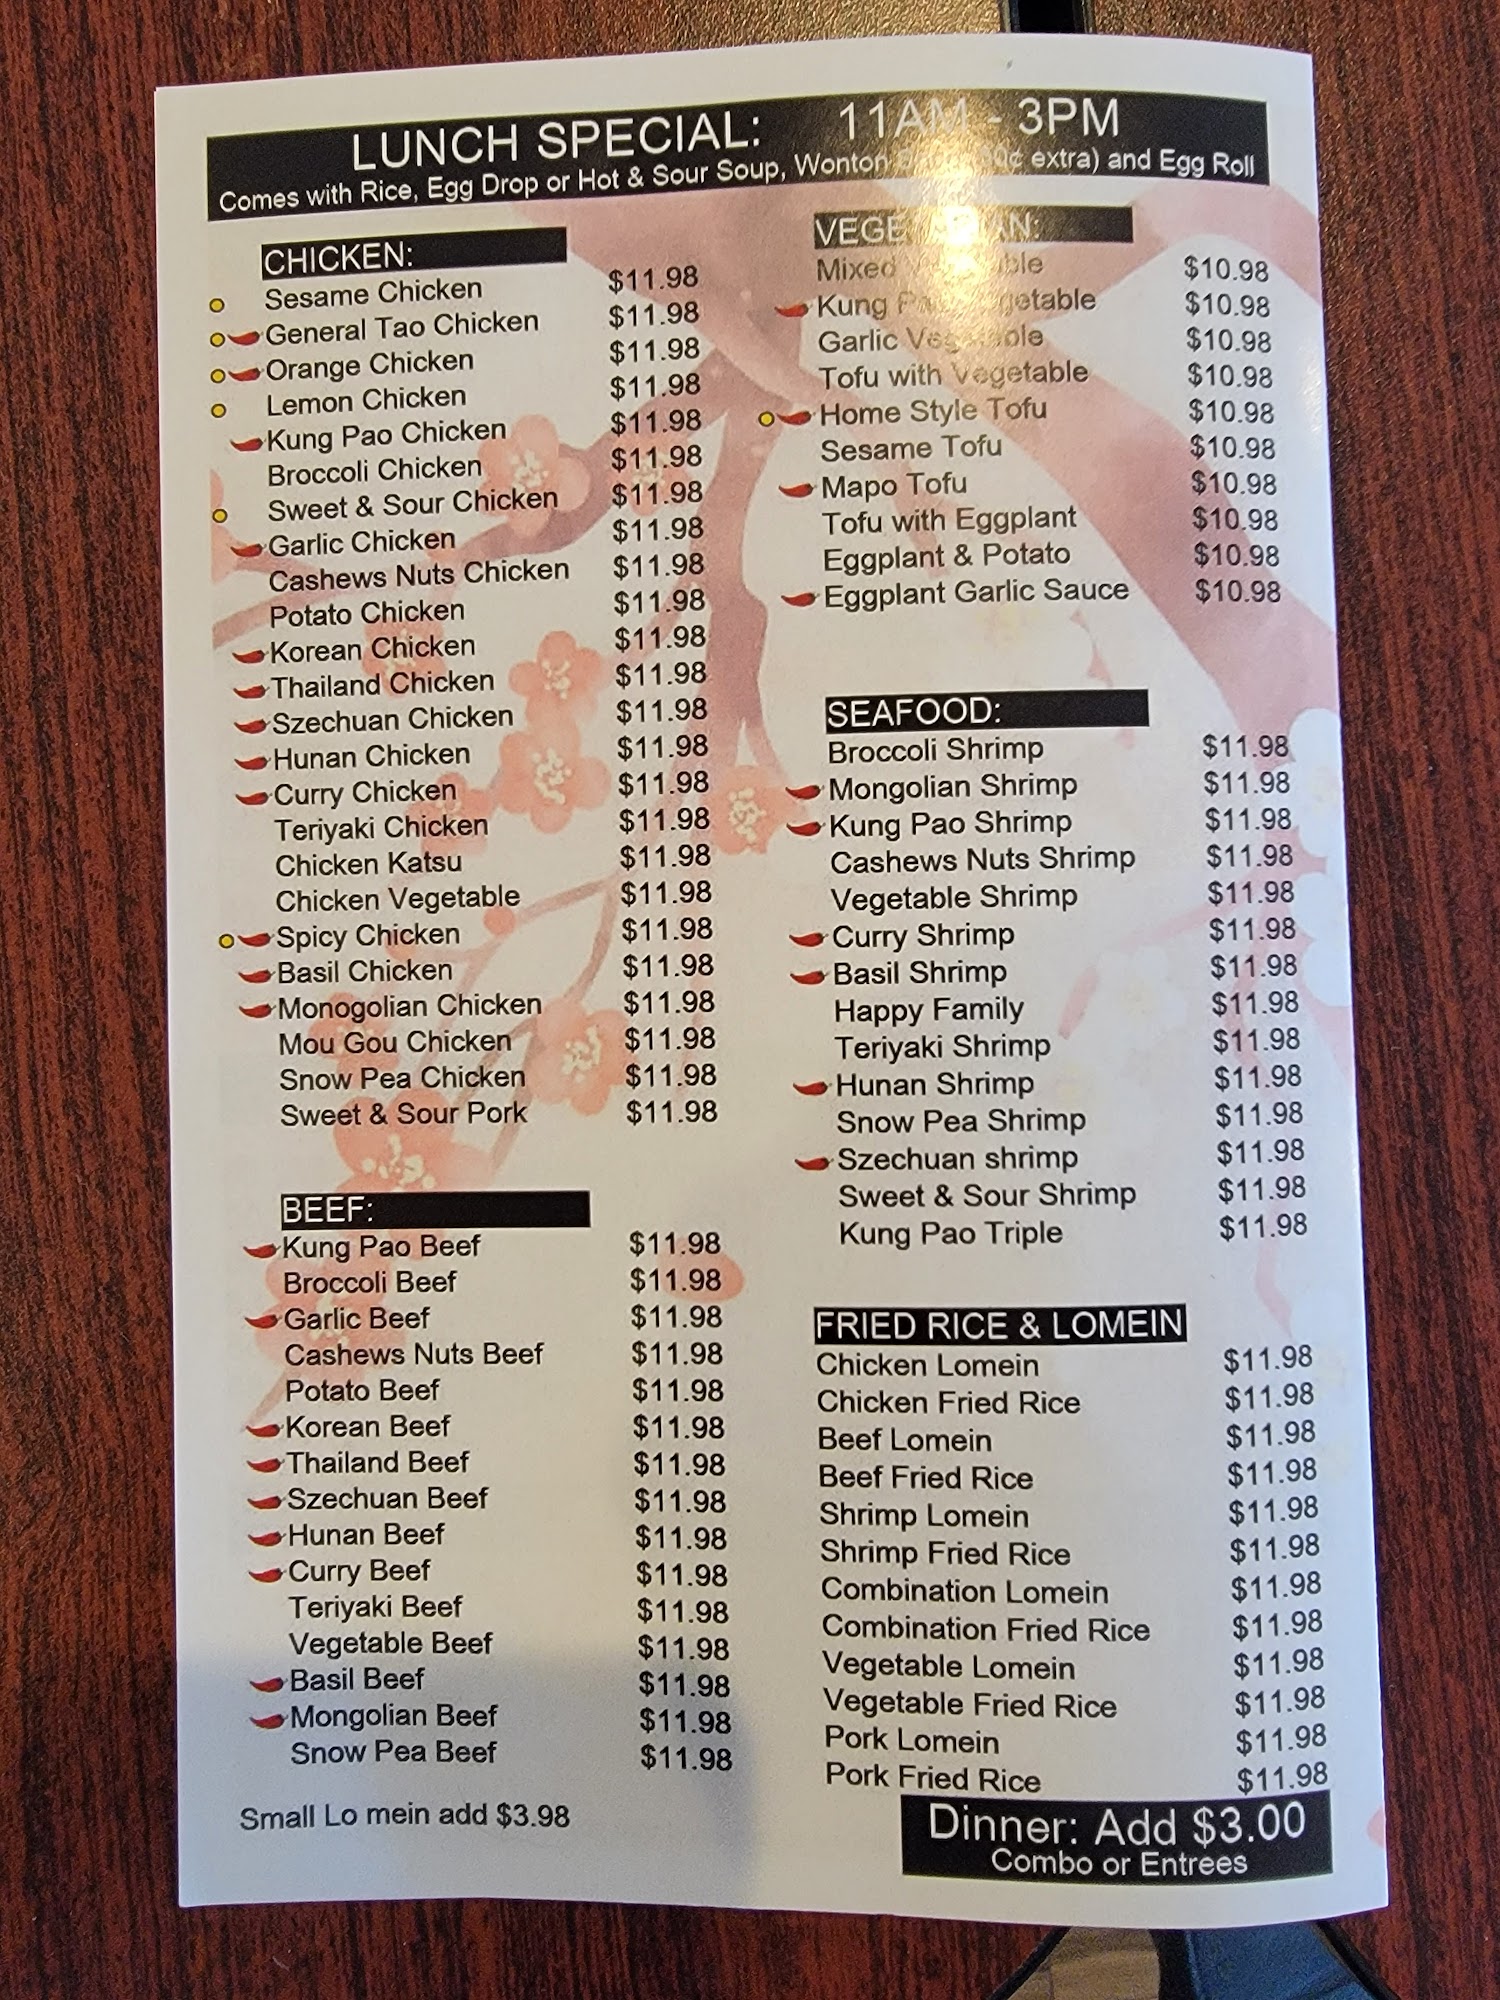 LUNCH SPECIAL: 11AM - 3PM
Comes with Rice, Egg Drop or Hot & Sour Soup, Wonton extra) and Egg Roll
CHICKEN:
Sesame Chicken $11.98
General Tao Chicken $11.98
Orange Chicken $11.98
Lemon Chicken $11.98
Kung Pao Chicken $11.98
Broccoli Chicken $11.98
Sweet & Sour Chicken $11.98
Garlic Chicken $11.98
Cashews Nuts Chicken $11.98
Potato Chicken $11.98
Korean Chicken $11.98
Thailand Chicken $11.98
Szechuan Chicken $11.98
Hunan Chicken $11.98
Curry Chicken $11.98
Teriyaki Chicken $11.98
Chicken Katsu $11.98
Chicken Vegetable $11.98
Spicy Chicken $11.98
Basil Chicken $11.98
Monogolian Chicken $11.98
Mou Gou Chicken $11.98
Snow Pea Chicken $11.98
Sweet & Sour Pork $11.98
BEEF:
Kung Pao Beef $11.98
Broccoli Beef $11.98
Garlic Beef $11.98
Cashews Nuts Beef $11.98
Potato Beef $11.98
Korean Beef $11.98
Thailand Beef $11.98
Szechuan Beef $11.98
Hunan Beef $11.98
Curry Beef $11.98
Teriyaki Beef $11.98
Vegetable Beef $11.98
Basil Beef $11.98
Mongolian Beef $11.98
Snow Pea Beef $11.98
Small Lo mein add $3.98
Mixed $10.98
Kung Vegetable $10.98
Garlic Vegetable $10.98
Tofu with Vegetable $10.98
Home Style Tofu $10.98
Sesame Tofu $10.98
Mapo Tofu $10.98
Tofu with Eggplant $10.98
Eggplant & Potato $10.98
Eggplant Garlic Sauce $10.98
SEAFOOD:
Broccoli Shrimp $11.98
Mongolian Shrimp $11.98
Kung Pao Shrimp $11.98
Cashews Nuts Shrimp $11.98
Vegetable Shrimp $11.98
Curry Shrimp $11.98
Basil Shrimp $11.98
Happy Family $11.98
Teriyaki Shrimp $11.98
Hunan Shrimp $11.98
Snow Pea Shrimp $11.98
Szechuan shrimp $11.98
Sweet & Sour Shrimp $11.98
Kung Pao Triple $11.98
FRIED RICE & LOMEIN
Chicken Lomein $11.98
Chicken Fried Rice $11.98
Beef Lomein $11.98
Beef Fried Rice $11.98
Shrimp Lomein $11.98
Shrimp Fried Rice $11.98
Combination Lomein $11.98
Combination Fried Rice $11.98
Vegetable Lomein $11.98
Vegetable Fried Rice $11.98
Pork Lomein $11.98
Pork Fried Rice $11.98
Dinner: Add $3.00
Combo or Entrees